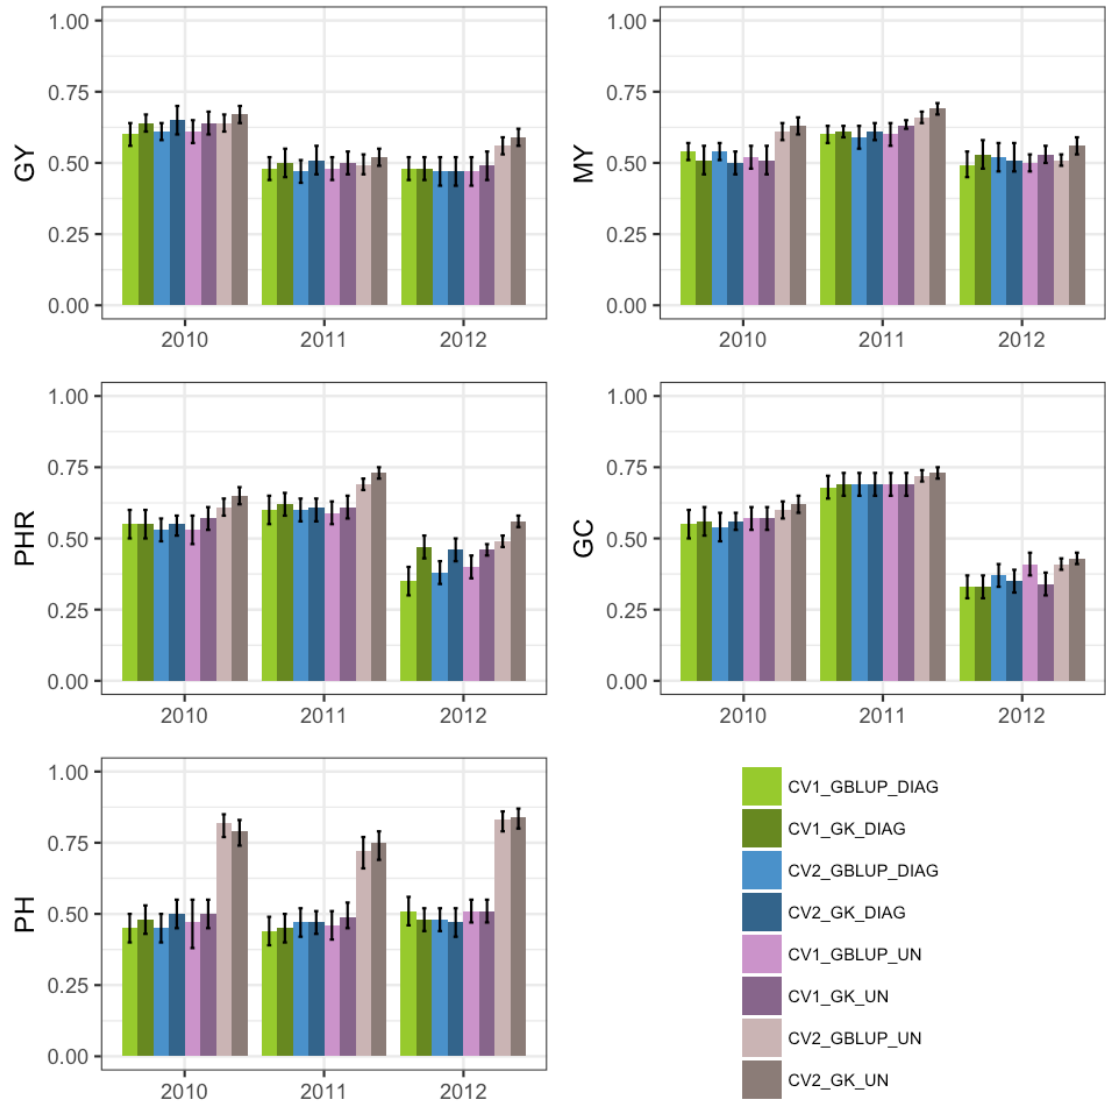 GY
1.00
0.75
0.50
0.25
0.00
2010 2011 2012
MY
1.00
0.75
0.50
0.25
0.00
2010 2011 2012
PHR
1.00
0.75
0.50
0.25
0.00
2010 2011 2012
GC
1.00
0.75
0.50
0.25
0.00
2010 2011 2012
PH
1.00
0.75
0.50
0.25
0.00
2010 2011 2012
CV1_GBLUP_DIAG
CV1_GK_DIAG
CV2_GBLUP_DIAG
CV2_GK_DIAG
CV1_GBLUP_UN
CV1_GK_UN
CV2_GBLUP_UN
CV2_GK_UN